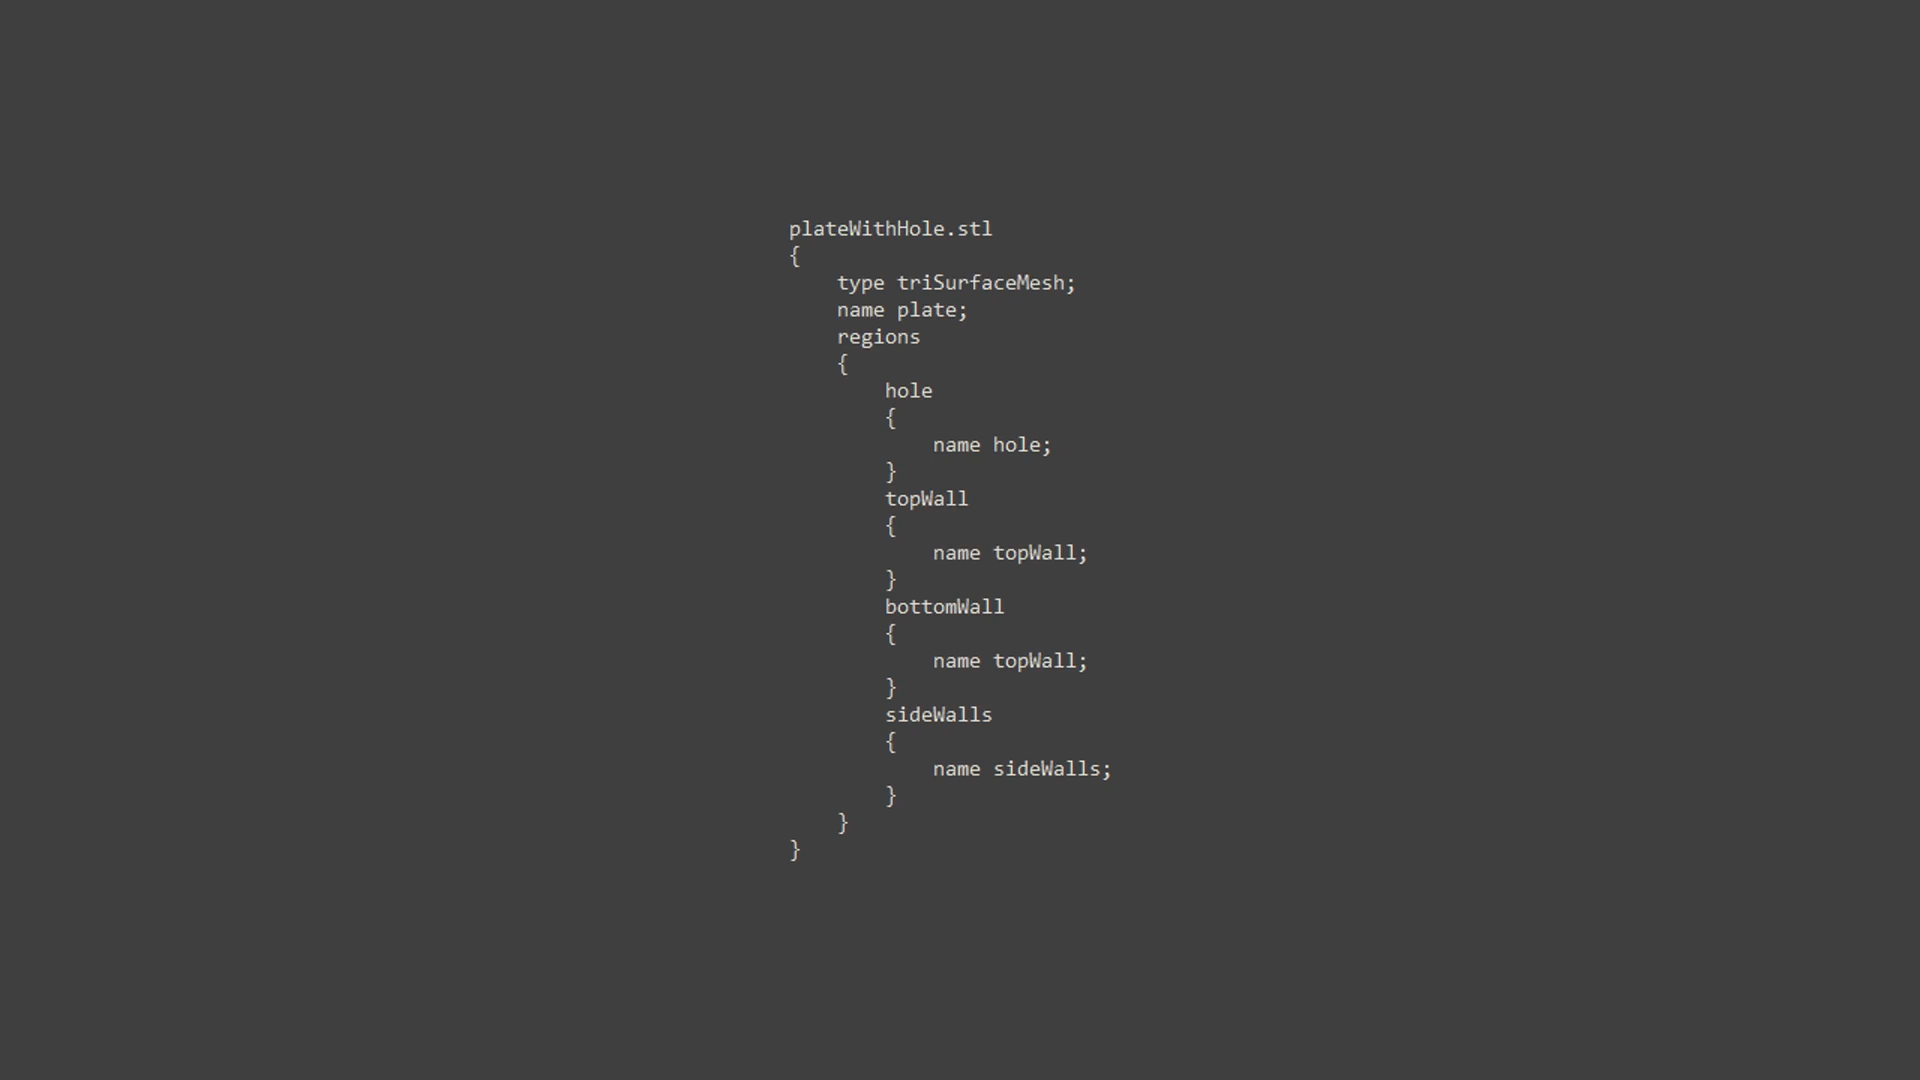 plateWithHole.stl
{
    type triSurfaceMesh;
    name plate;
    regions
    {
        hole
        {
            name hole;
        }
        topWall
        {
            name topWall;
        }
        bottomWall
        {
            name topWall;
        }
        sideWalls
        {
            name sideWalls;
        }
    }
}